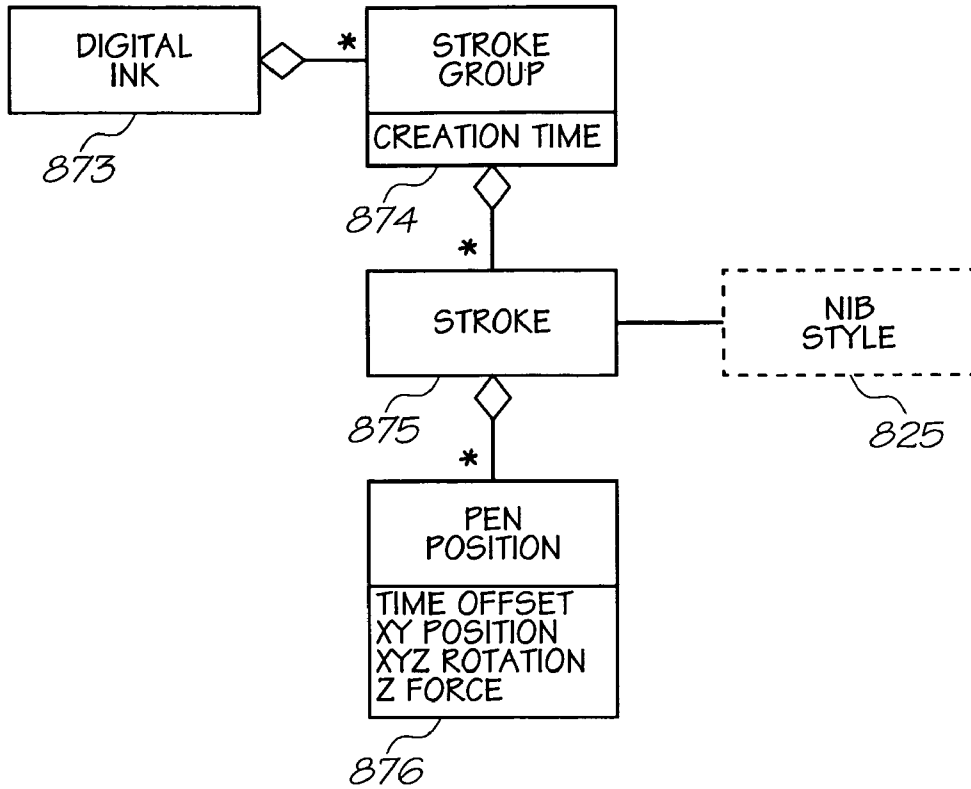 DIGITAL
INK
873
*
STROKE
GROUP
CREATION TIME
874
*
STROKE
875
NIB
STYLE
825
*
PEN
POSITION
TIME OFFSET
XY POSITION
XYZ ROTATION
Z FORCE
876